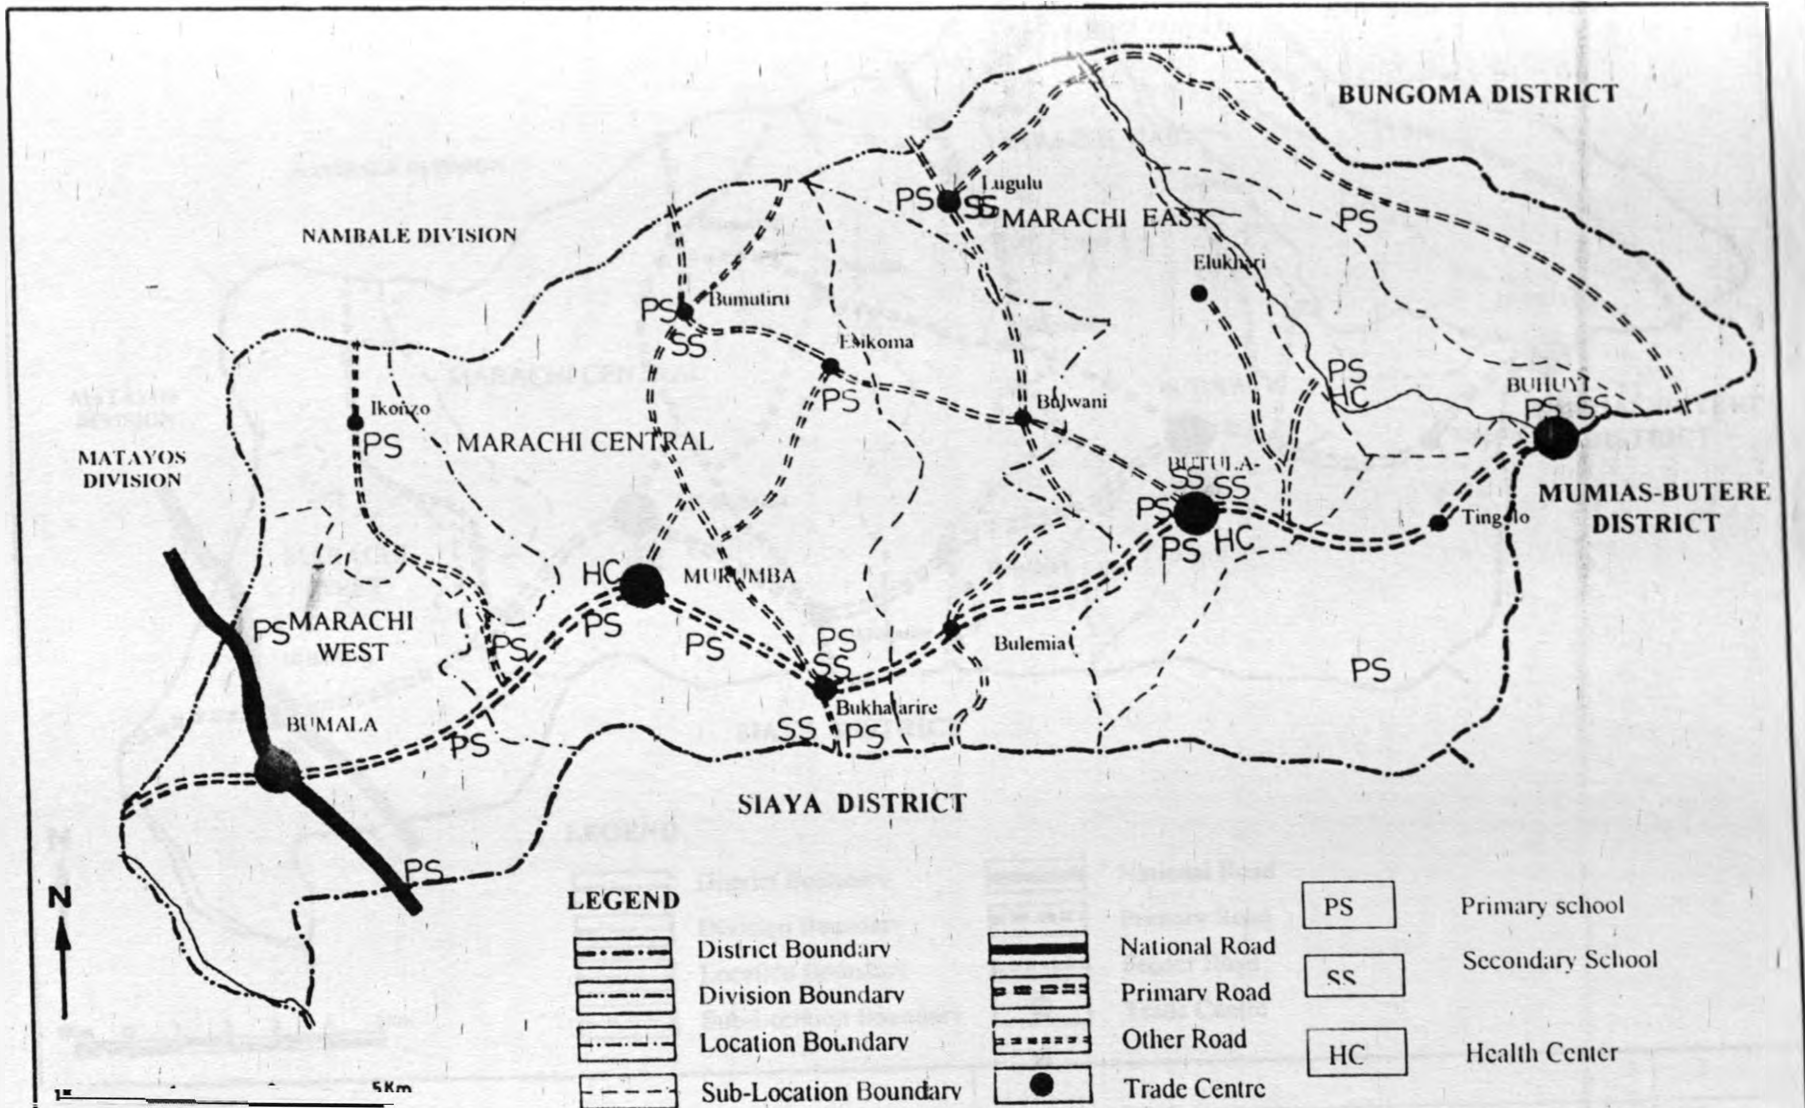 BUNGOMA DISTRICT
PS
Lugulu
SS
MARACHI EAST
PS
NAMBALE DIVISION
Elukhari
PS
Bumutiru
SS
Esikoma
PS
PS
HC
BUHUYI
PS SS
Ikonzo
PS
MARACHI CENTRAL
Bulwani
MATAYOS
DIVISION
BUTULA
SS
SS
PS
PS
HC
MUMIAS-BUTERE
DISTRICT
Tingolo
HC
MURUMBA
PS
PS
MARACHI
WEST
PS
PS
PS
SS
Bulemia
PS
Bukhalarire
SS
PS
BUMALA
PS
SIAYA DISTRICT
PS
N
LEGEND
District Boundary
Division Boundary
Location Boundary
Sub-Location Boundary
National Road
Primary Road
Other Road
Trade Centre
PS
Primary school
SS
Secondary School
HC
Health Center
5Km